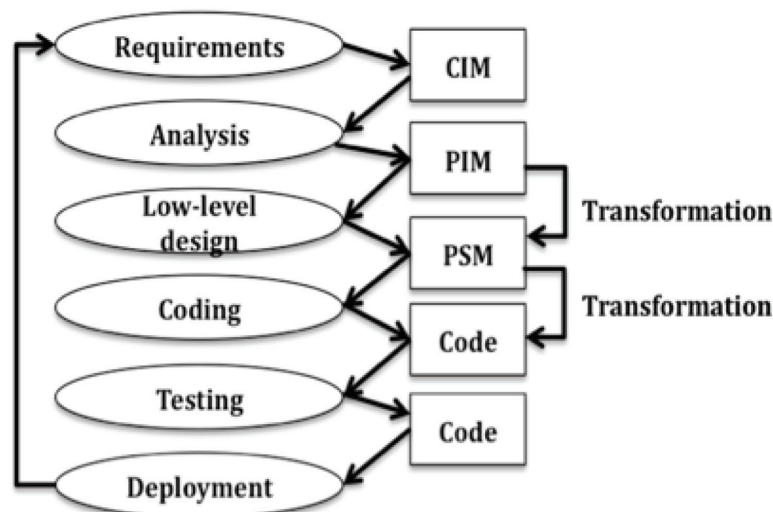 Requirements
CIM
Analysis
PIM
Transformation
Low-level
design
PSM
Transformation
Coding
Code
Testing
Code
Deployment